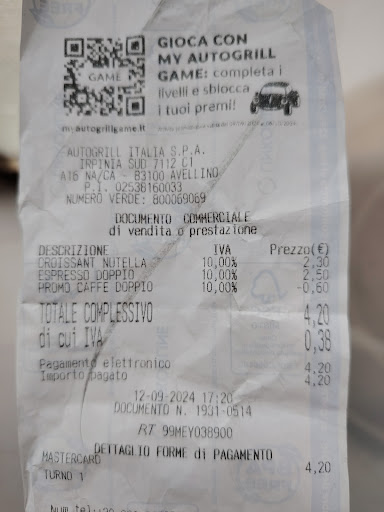 GIOCA CON
MY AUTOGRILL
GAME: completa i
livelli e sblocca
i tuoi premi!
GAME
myautogrillgame.it
AUTOGRILL ITALIA S.P.A.
IRPINIA SUD 7112 C1
A16 NA/CA - 83100 AVELLINO
P.I. 02538160033
NUMERO VERDE: 800069069
DOCUMENTO COMMERCIALE
di vendita o prestazione
DESCRIZIONE IVA Prezzo(€)
CROISSANT NUTELLA 10,00% 2,30
ESPRESSO DOPPIO 10,00% 2,50
PROMO CAFFE DOPPIO 10,00% -0,60
TOTALE COMPLESSIVO 4,20
di cui IVA 0,38
Pagamento elettronico 4,20
Importo pagato 4,20
12-09-2024 17:20
DOCUMENTO N. 1931-0514
RT 99MEY038900
DETTAGLIO FORME di PAGAMENTO
MASTERCARD 4,20
TURNO 1